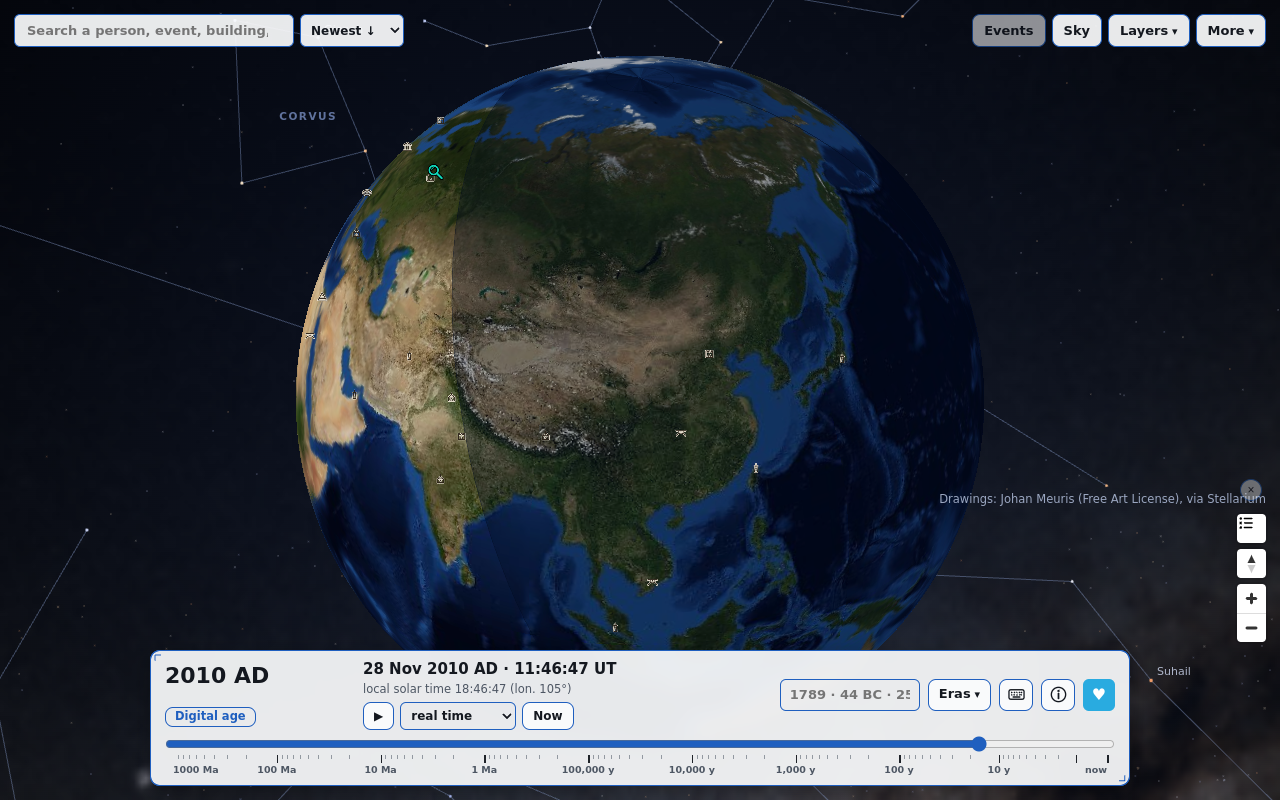 Search a person, event, building,
Newest ↓
Events
Sky
Layers ▾
More ▾
CORVUS
Drawings: Johan Meuris (Free Art License), via Stellarium
Suhail
2010 AD
Digital age
28 Nov 2010 AD · 11:46:47 UT
local solar time 18:46:47 (lon. 105°)
real time
Now
1789 · 44 BC · 25
Eras ▾
1000 Ma
100 Ma
10 Ma
1 Ma
100,000 y
10,000 y
1,000 y
100 y
10 y
now